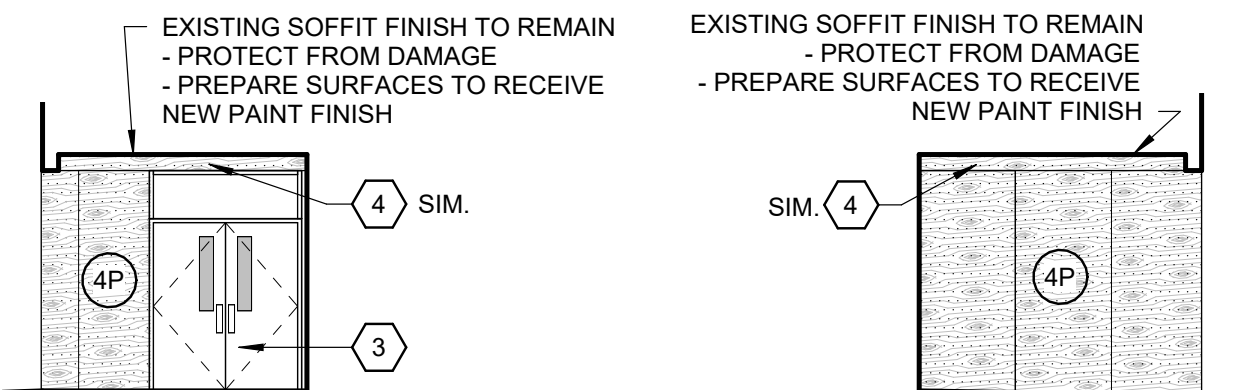 EXISTING SOFFIT FINISH TO REMAIN
- PROTECT FROM DAMAGE
- PREPARE SURFACES TO RECEIVE
NEW PAINT FINISH
4 SIM.
4P
3
EXISTING SOFFIT FINISH TO REMAIN
- PROTECT FROM DAMAGE
- PREPARE SURFACES TO RECEIVE
NEW PAINT FINISH
SIM. 4
4P